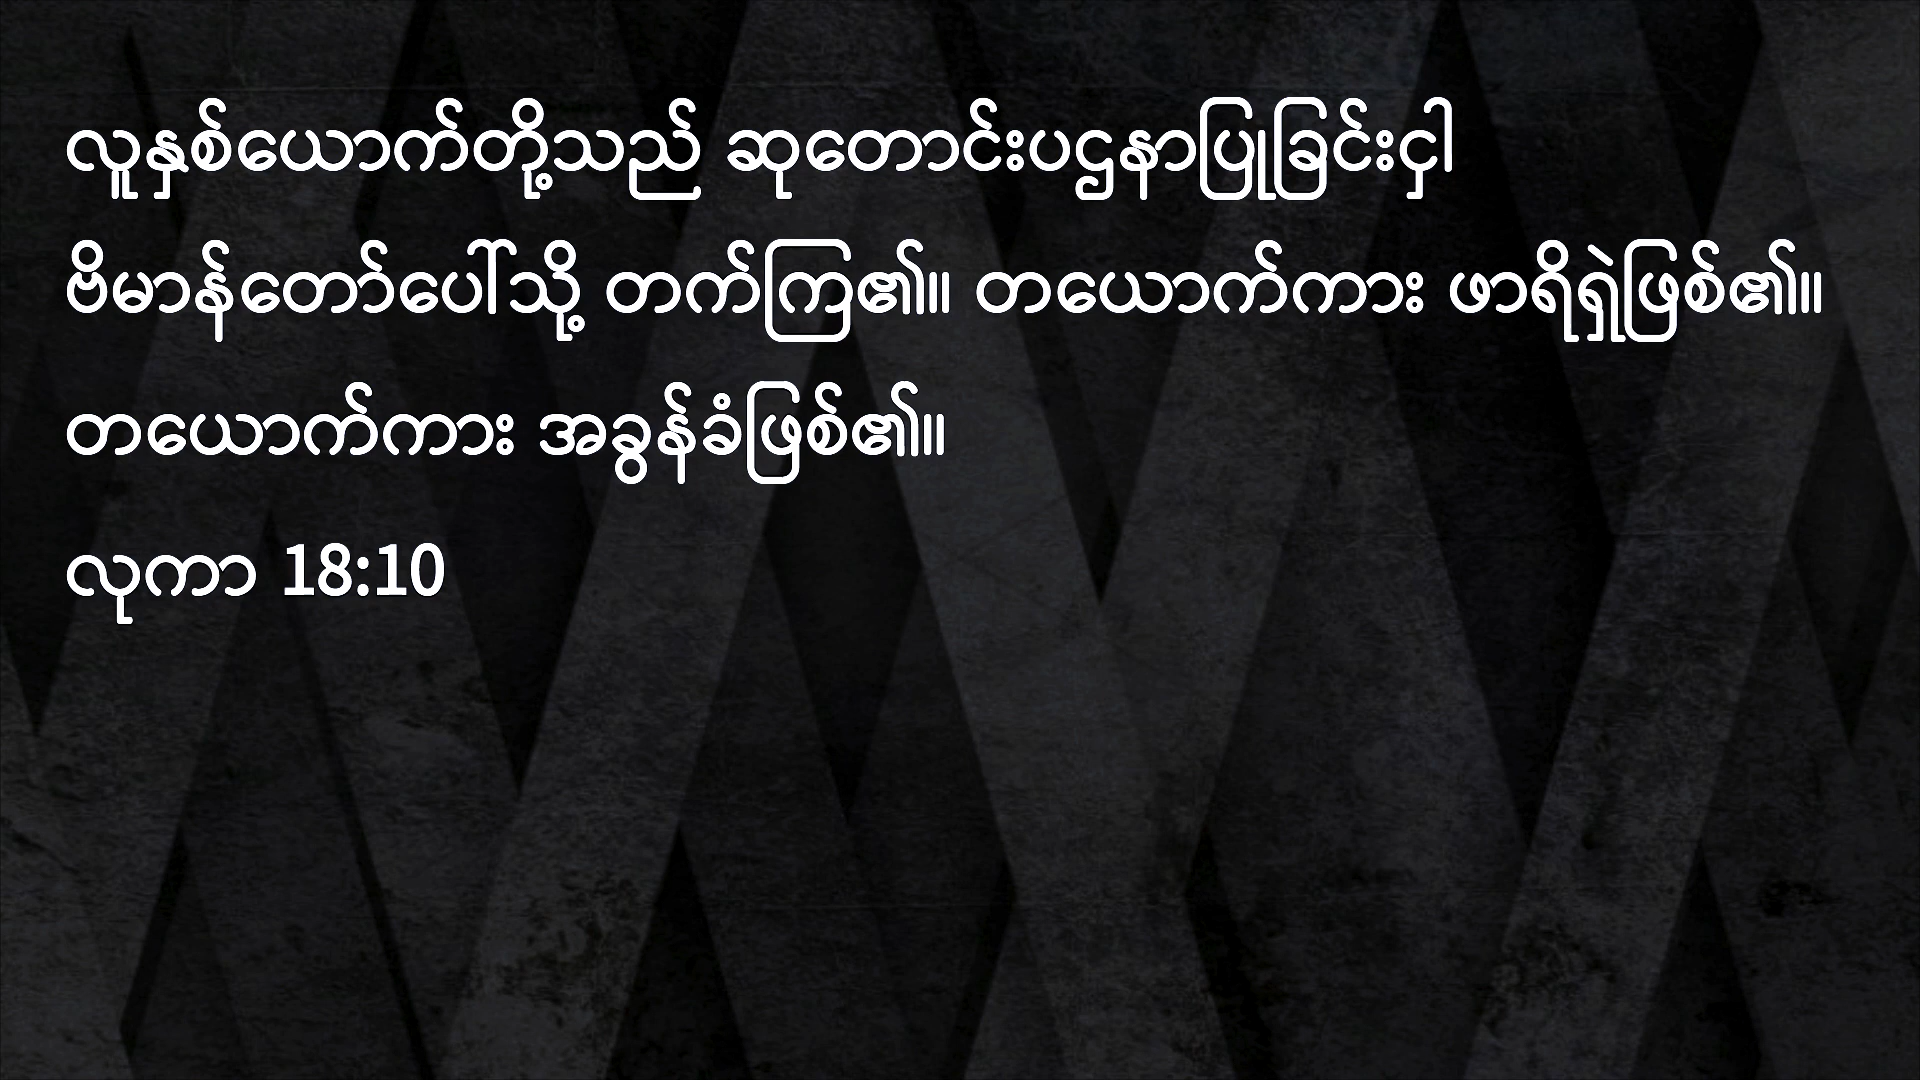 လူနှစ်ယောက်တို့သည် ဆုတောင်းပဌနာပြုခြင်းငှါ
ဗိမာန်တော်ပေါ်သို့ တက်ကြ၏။ တယောက်ကား ဖာရိရှဲဖြစ်၏။
တယောက်ကား အခွန်ခံဖြစ်၏။
လုကာ 18:10